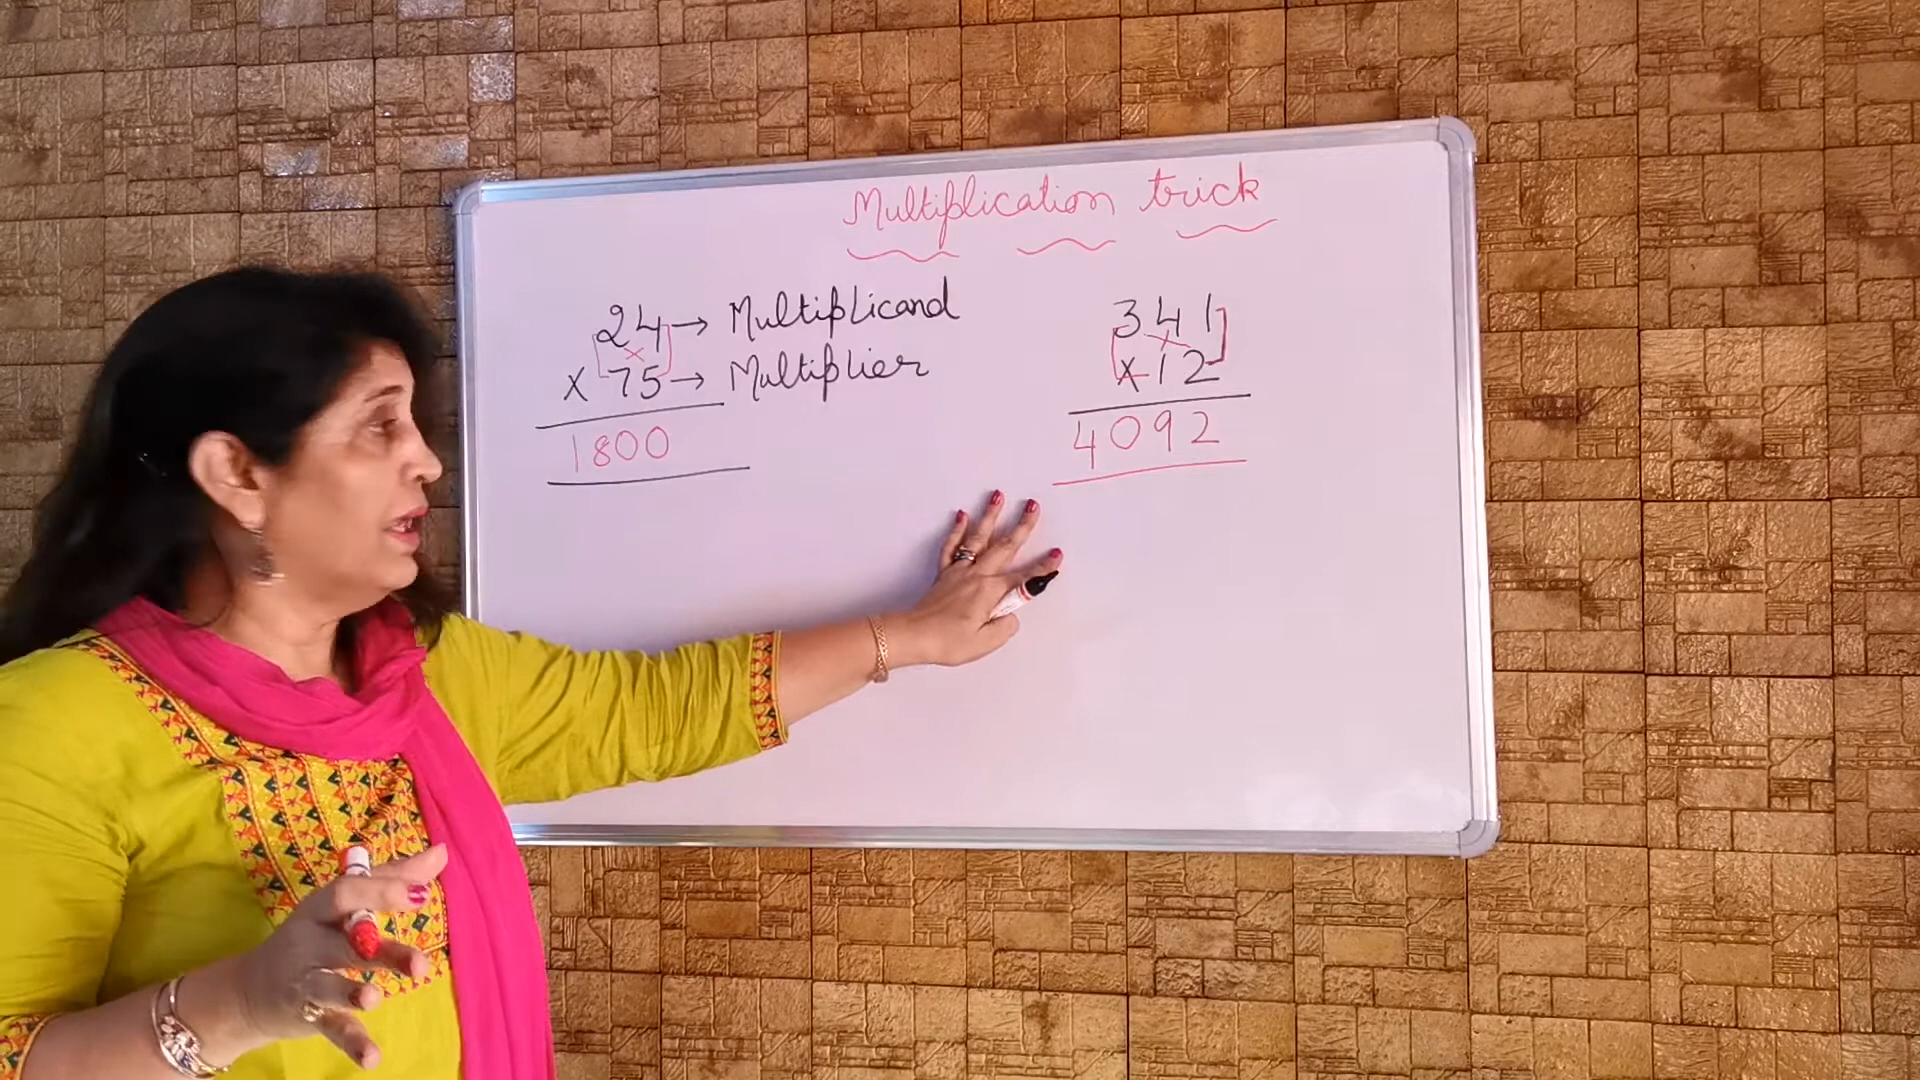 Multiplication trick
24 → Multiplicand
x 75 → Multiplier
1800
341
x 12
4092